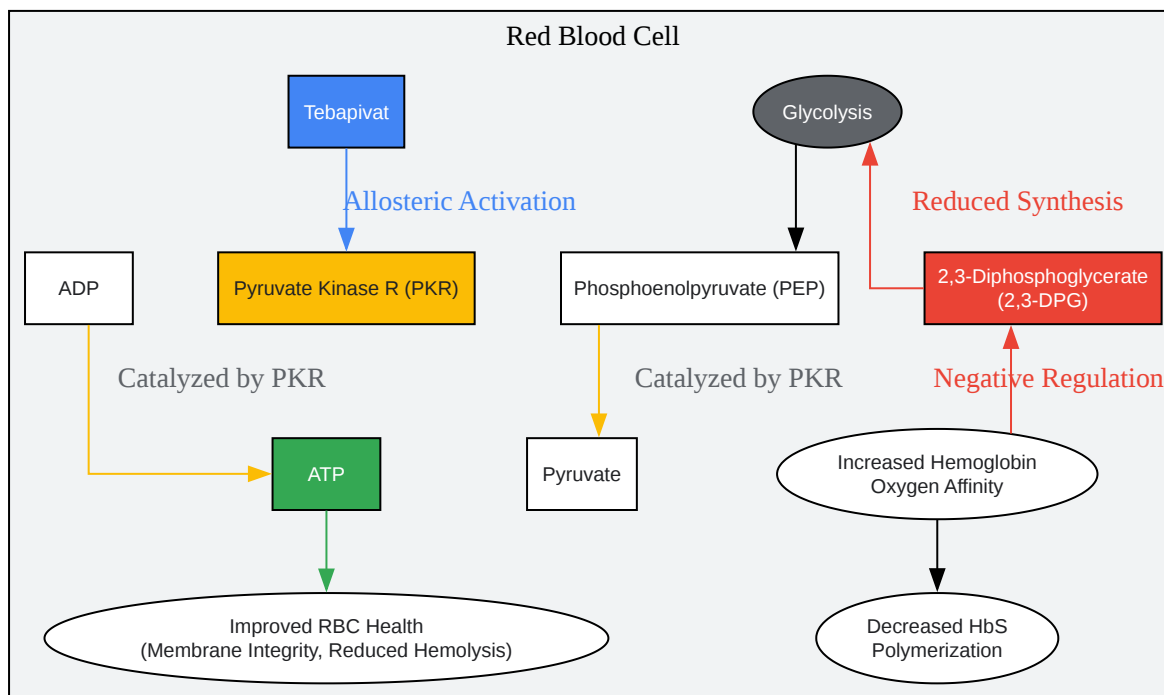 Red Blood Cell
Tebapivat
Glycolysis
Allosteric Activation
Reduced Synthesis
ADP
Pyruvate Kinase R (PKR)
Phosphoenolpyruvate (PEP)
2,3-Diphosphoglycerate
(2,3-DPG)
Catalyzed by PKR
Catalyzed by PKR
Negative Regulation
ATP
Pyruvate
Increased Hemoglobin
Oxygen Affinity
Improved RBC Health
(Membrane Integrity, Reduced Hemolysis)
Decreased HbS
Polymerization